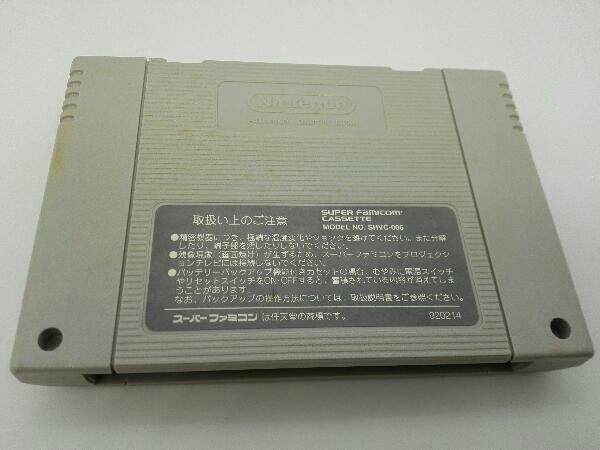 Nintendo
取扱い上のご注意
SUPER FAMICOM
CASSETTE
MODEL NO. SHVC-006
●精密機器につき、極端な温度変化やショックを避けてください。また分解
したり、端子部を汚したりしないでください。
●残像現象(画面焼け)が生ずるため、スーパーファミコンをプロジェクシ
ョンテレビには接続しないでください。
●バッテリーバックアップ機能付きカセットの場合、むやみに電源スイッチ
やリセットスイッチをON・OFFすると、蓄積されている内容が消えてしま
うことがあります。
なお、バックアップの操作方法については、取扱説明書をご参照ください。
スーパーファミコン は任天堂の商標です。
920214